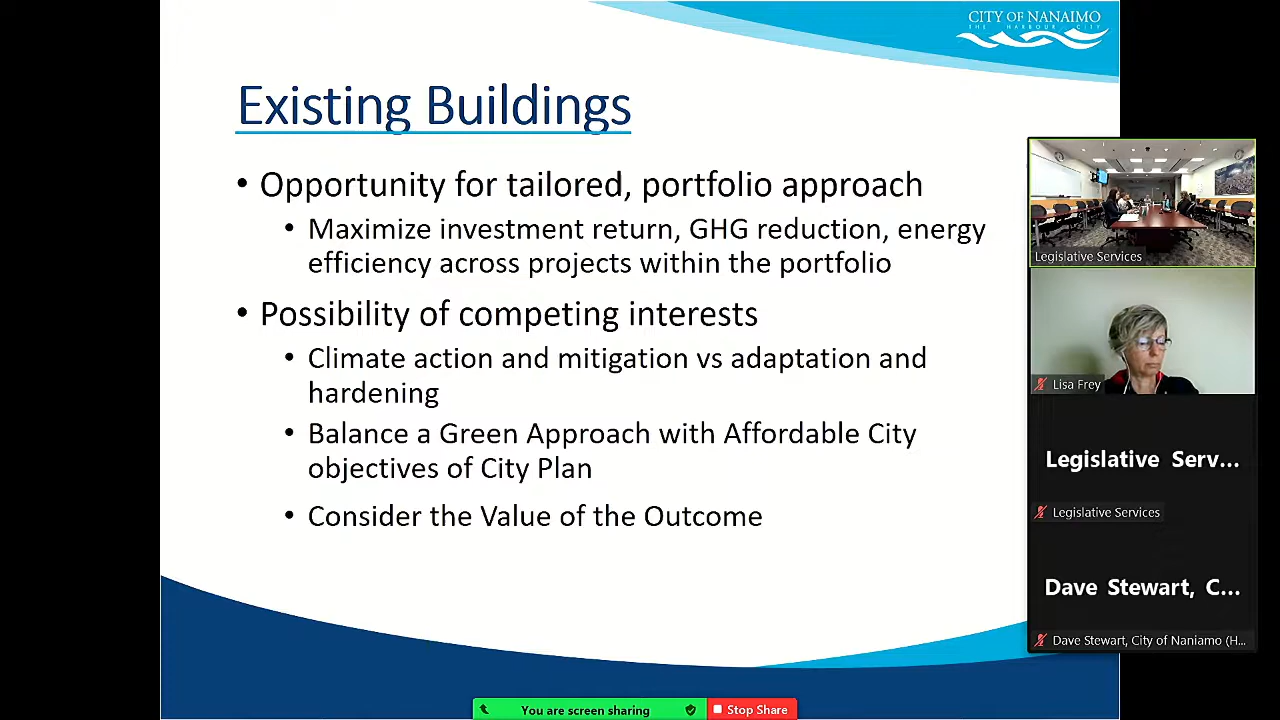 CITY OF NANAIMO
THE HARBOUR CITY
Existing Buildings
• Opportunity for tailored, portfolio approach
• Maximize investment return, GHG reduction, energy
efficiency across projects within the portfolio
• Possibility of competing interests
• Climate action and mitigation vs adaptation and
hardening
• Balance a Green Approach with Affordable City
objectives of City Plan
• Consider the Value of the Outcome
Legislative Services
Lisa Frey
Legislative Serv...
Legislative Services
Dave Stewart, C...
Dave Stewart, City of Naniamo (H...
You are screen sharing
Stop Share